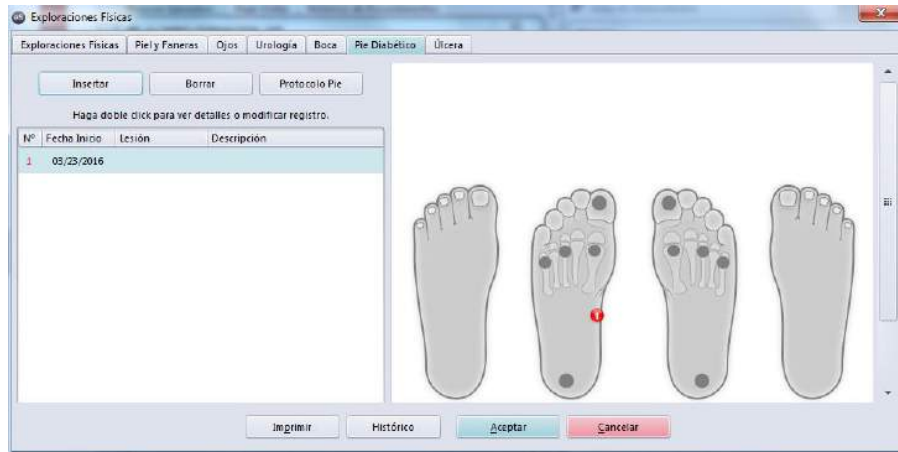 Exploraciones Físicas
Exploraciones Físicas Piel y Faneras Ojos Urología Boca Pie Diabético Úlcera
Insertar Borrar Protocolo Pie
Haga doble click para ver detalles o modificar registro.
Nº Fecha Inicio Lesión Descripción
1 03/23/2016
1
Imprimir Histórico Aceptar Cancelar